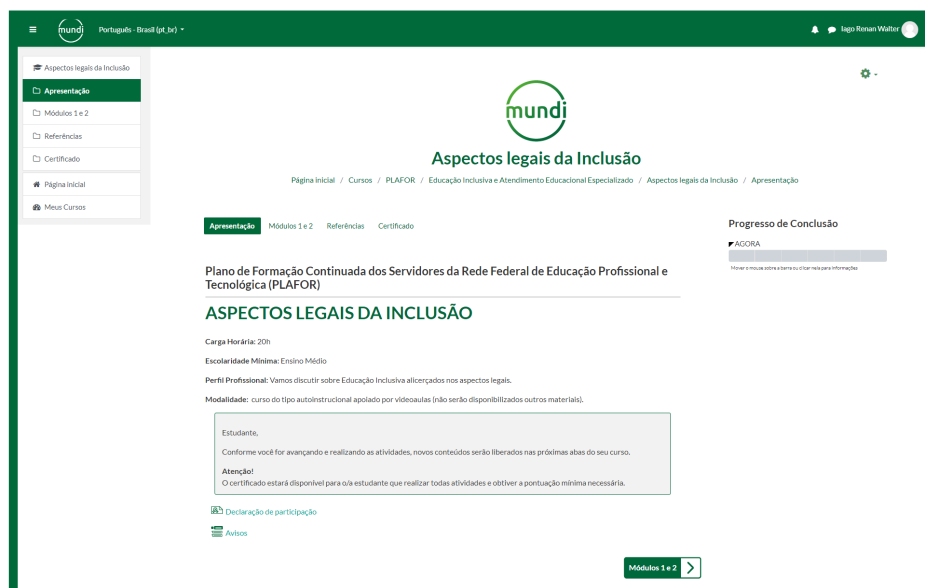 mundi
Português - Brasil (pt_br)
Iago Renan Walter
Aspectos legais da Inclusão
Apresentação
Módulos 1 e 2
Referências
Certificado
Página inicial
Meus Cursos
mundi
Aspectos legais da Inclusão
Página inicial / Cursos / PLAFOR / Educação Inclusiva e Atendimento Educacional Especializado / Aspectos legais da Inclusão / Apresentação
Apresentação Módulos 1 e 2 Referências Certificado
Plano de Formação Continuada dos Servidores da Rede Federal de Educação Profissional e
Tecnológica (PLAFOR)
ASPECTOS LEGAIS DA INCLUSÃO
Carga Horária: 20h
Escolaridade Mínima: Ensino Médio
Perfil Profissional: Vamos discutir sobre Educação Inclusiva alicerçados nos aspectos legais.
Modalidade: curso do tipo autoinstrucional apoiado por videoaulas (não serão disponibilizados outros materiais).
Estudante,
Conforme você for avançando e realizando as atividades, novos conteúdos serão liberados nas próximas abas do seu curso.
Atenção!
O certificado estará disponível para o/a estudante que realizar todas atividades e obtiver a pontuação mínima necessária.
Declaração de participação
Avisos
Módulos 1 e 2
Progresso de Conclusão
AGORA
Mover o mouse sobre a barra ou clicar nela para informações